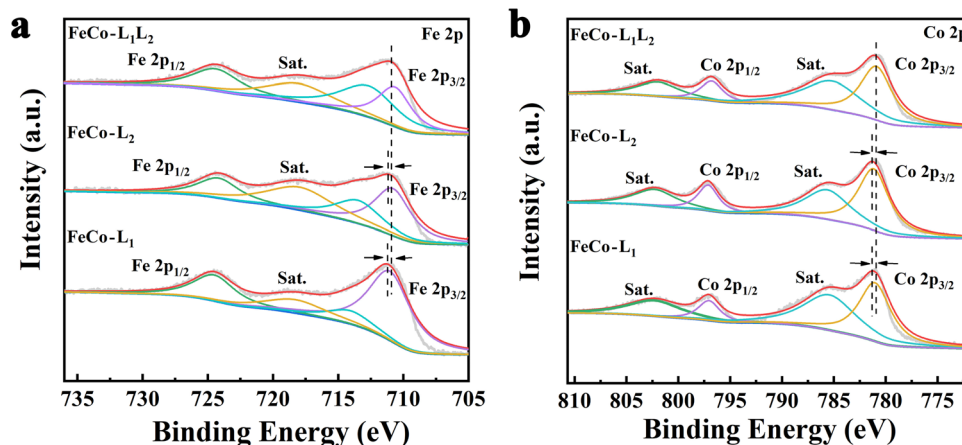 a
FeCo-L₁L₂
Fe 2p
Fe 2p₁/₂
Sat.
Fe 2p₃/₂
FeCo-L₂
Fe 2p₁/₂
Sat.
Fe 2p₃/₂
FeCo-L₁
Fe 2p₁/₂
Sat.
Fe 2p₃/₂
Intensity (a.u.)
735 730 725 720 715 710 705
Binding Energy (eV)
b
FeCo-L₁L₂
Co 2p
Sat.
Co 2p₁/₂
Sat.
Co 2p₃/₂
FeCo-L₂
Sat.
Co 2p₁/₂
Sat.
Co 2p₃/₂
FeCo-L₁
Sat.
Co 2p₁/₂
Sat.
Co 2p₃/₂
Intensity (a.u.)
810 805 800 795 790 785 780 775
Binding Energy (eV)